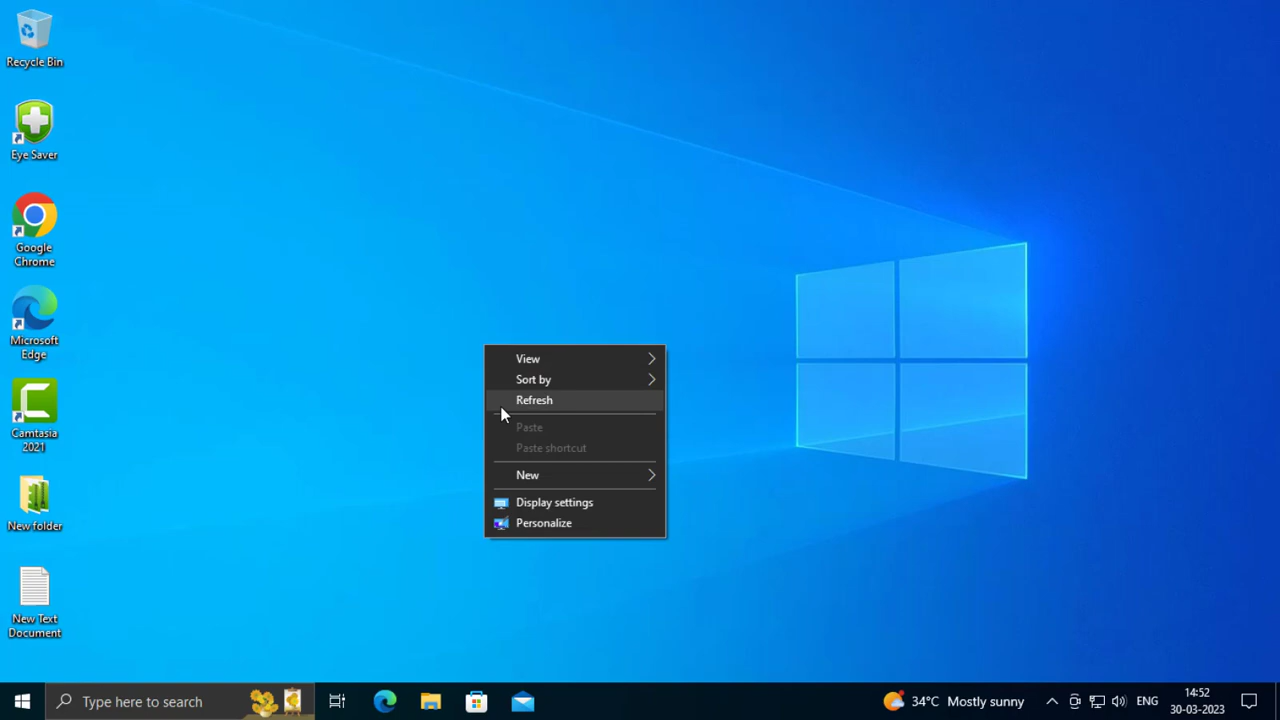 Recycle Bin
Eye Saver
Google
Chrome
Microsoft
Edge
Camtasia
2021
New folder
New Text
Document
View
Sort by
Refresh
Paste
Paste shortcut
New
Display settings
Personalize
Type here to search
34°C Mostly sunny
ENG
14:52
30-03-2023